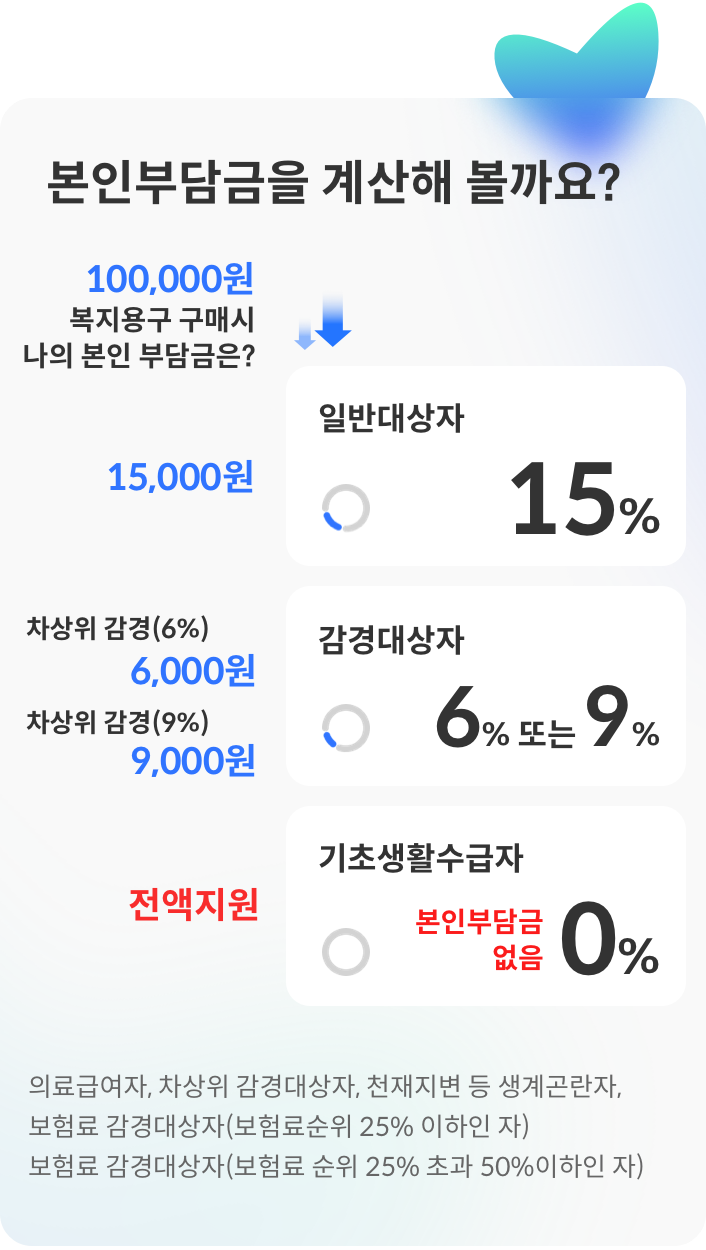 본인부담금을 계산해 볼까요?
100,000원
복지용구 구매시
나의 본인 부담금은?
일반대상자
15,000원
15%
차상위 감경(6%)
6,000원
차상위 감경(9%)
9,000원
감경대상자
6% 또는 9%
기초생활수급자
전액지원
본인부담금
없음
0%
의료급여자, 차상위 감경대상자, 천재지변 등 생계곤란자,
보험료 감경대상자(보험료순위 25% 이하인 자)
보험료 감경대상자(보험료 순위 25% 초과 50%이하인 자)